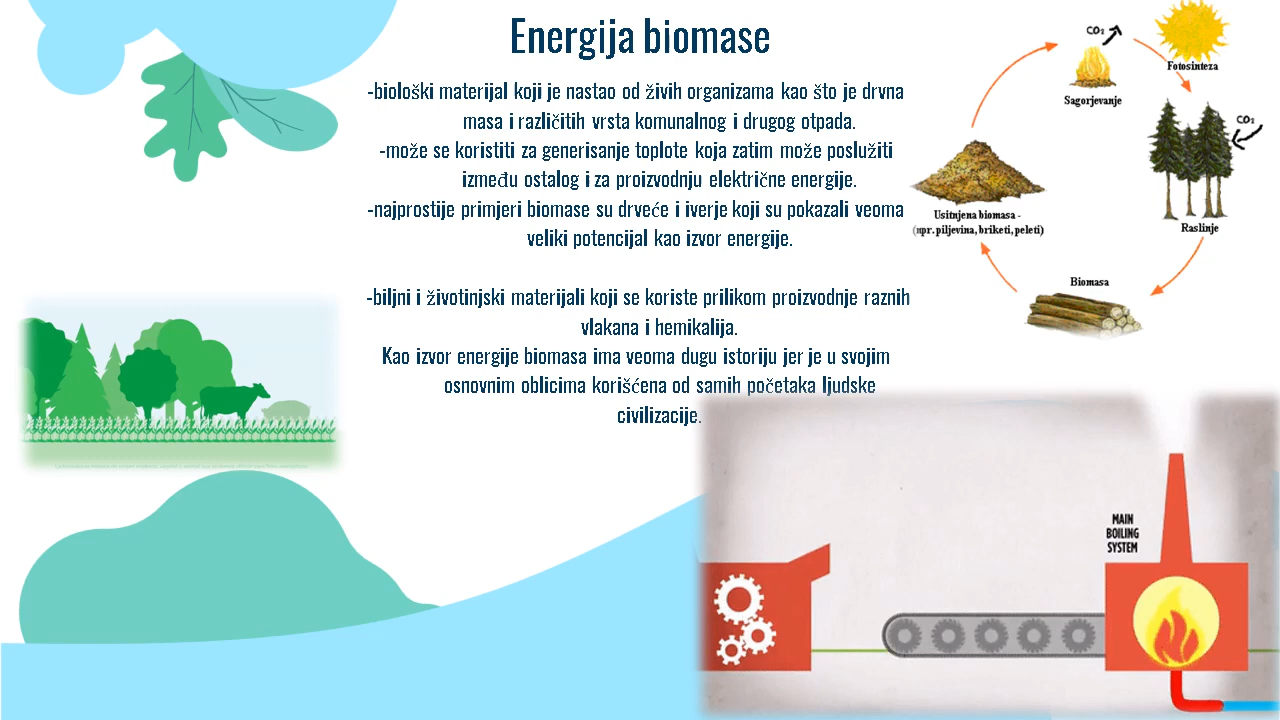 Energija biomase
-biološki materijal koji je nastao od živih organizama kao što je drvna
masa i različitih vrsta komunalnog i drugog otpada.
-može se koristiti za generisanje toplote koja zatim može poslužiti
između ostalog i za proizvodnju električne energije.
-najprostije primjeri biomase su drveće i iverje koji su pokazali veoma
veliki potencijal kao izvor energije.
-biljni i životinjski materijali koji se koriste prilikom proizvodnje raznih
vlakana i hemikalija.
Kao izvor energije biomasa ima veoma dugu istoriju jer je u svojim
osnovnim oblicima korišćena od samih početaka ljudske
civilizacije.
CO₂
Sagorjevanje
Fotosinteza
CO₂
Raslinje
Biomasa
Usitnjena biomasa -
(npr. piljevina, briketi, peleti)
MAIN
BOILING
SYSTEM